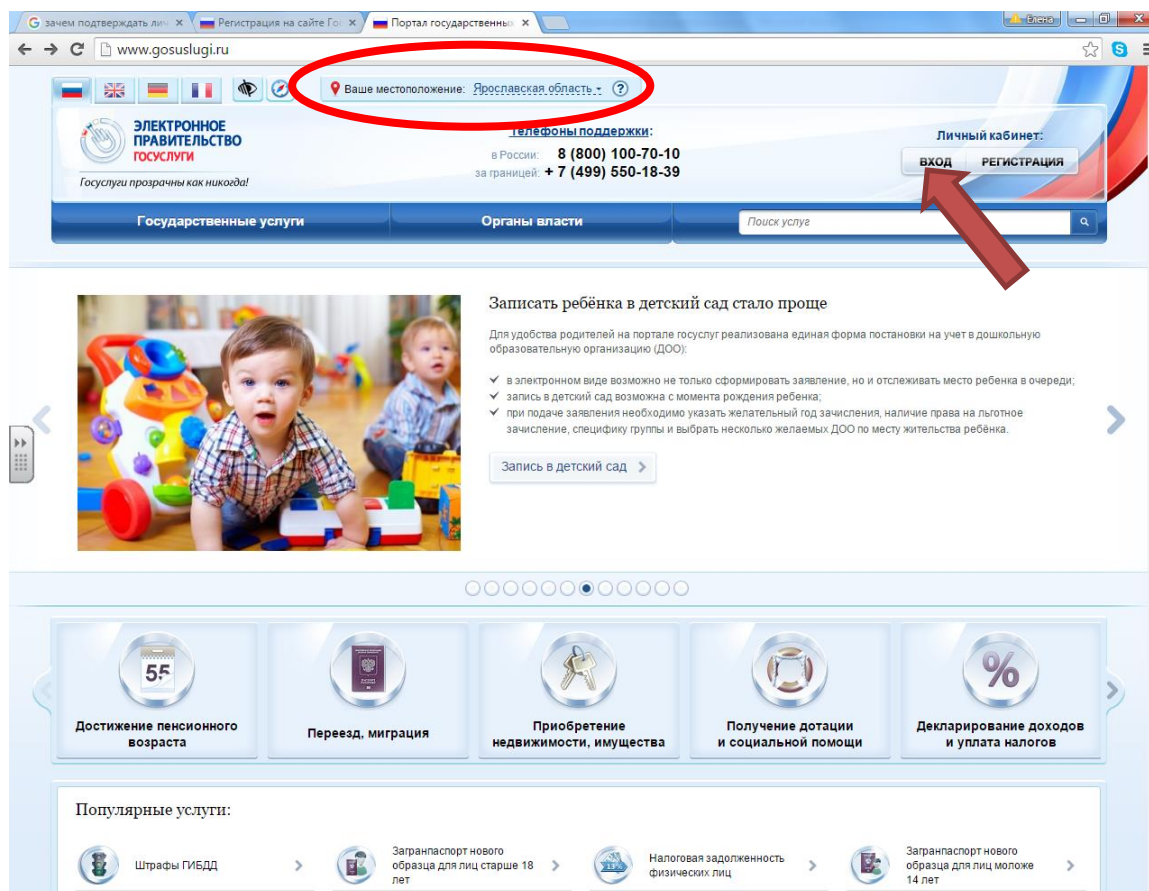 зачем подтверждать лич
Регистрация на сайте Гос
Портал государственных
Елена
www.gosuslugi.ru
Ваше местоположение: Ярославская область
?
ЭЛЕКТРОННОЕ
ПРАВИТЕЛЬСТВО
ГОСУСЛУГИ
Госуслуги прозрачны как никогда!
Телефоны поддержки:
в России: 8 (800) 100-70-10
за границей: + 7 (499) 550-18-39
Личный кабинет:
ВХОД РЕГИСТРАЦИЯ
Государственные услуги
Органы власти
Поиск услуг
Записать ребёнка в детский сад стало проще
Для удобства родителей на портале госуслуг реализована единая форма постановки на учет в дошкольную
образовательную организацию (ДОО):
в электронном виде возможно не только сформировать заявление, но и отслеживать место ребенка в очереди;
запись в детский сад возможна с момента рождения ребенка;
при подаче заявления необходимо указать желательный год зачисления, наличие права на льготное
зачисление, специфику группы и выбрать несколько желаемых ДОО по месту жительства ребёнка.
Запись в детский сад
55
Достижение пенсионного
возраста
Переезд, миграция
Приобретение
недвижимости, имущества
Получение дотации
и социальной помощи
%
Декларирование доходов
и уплата налогов
Популярные услуги:
Штрафы ГИБДД
Загранпаспорт нового
образца для лиц старше 18
лет
13%
Налоговая задолженность
физических лиц
Загранпаспорт нового
образца для лиц моложе
14 лет